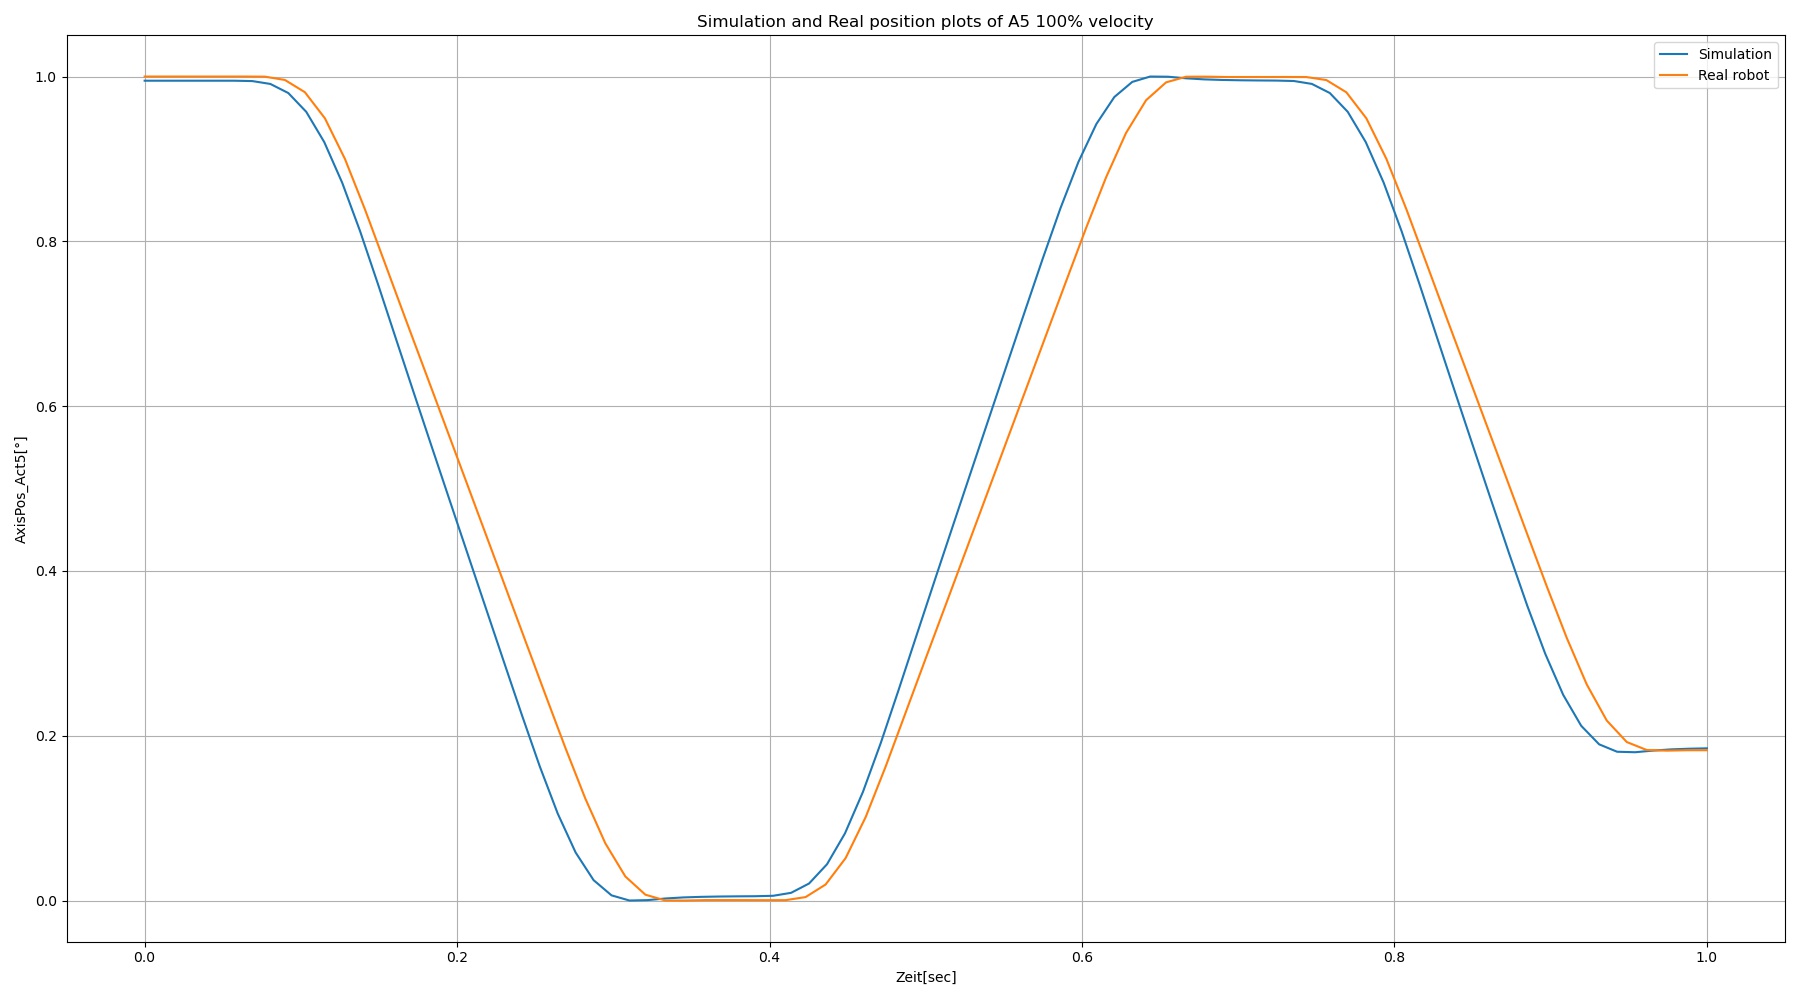 Simulation and Real position plots of A5 100% velocity
Simulation
Real robot
1.0
0.8
0.6
0.4
0.2
0.0
AxisPos_Act5[°]
0.0 0.2 0.4 0.6 0.8 1.0
Zeit[sec]